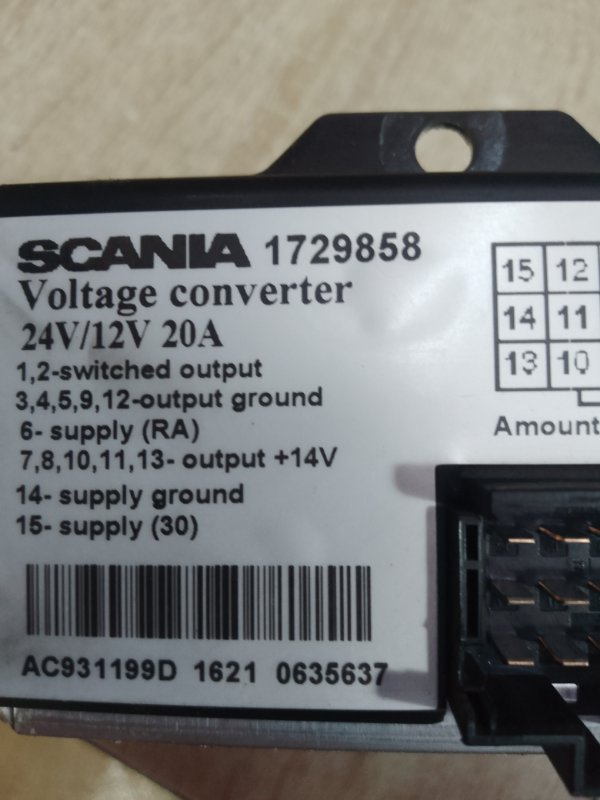 SCANIA 1729858
Voltage converter
24V/12V 20A
1,2-switched output
3,4,5,9,12-output ground
6- supply (RA)
7,8,10,11,13- output +14V
14- supply ground
15- supply (30)
AC931199D 1621 0635637
15 12
14 11
13 10
Amount